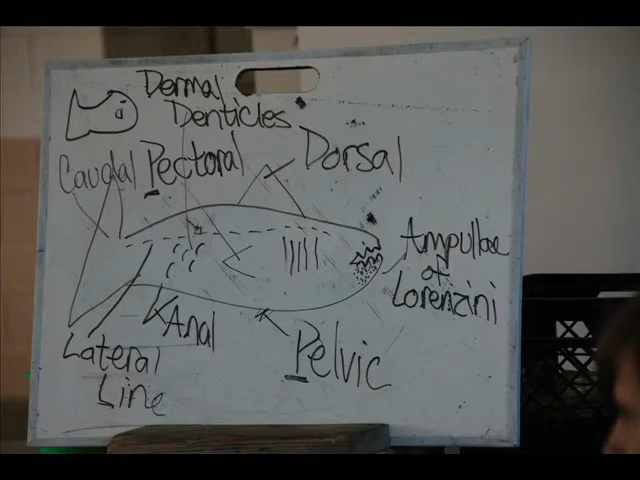 Dermal
Denticles
Caudal
Pectoral
Dorsal
Ampullae
of
Lorenzini
Anal
Lateral
Line
Pelvic